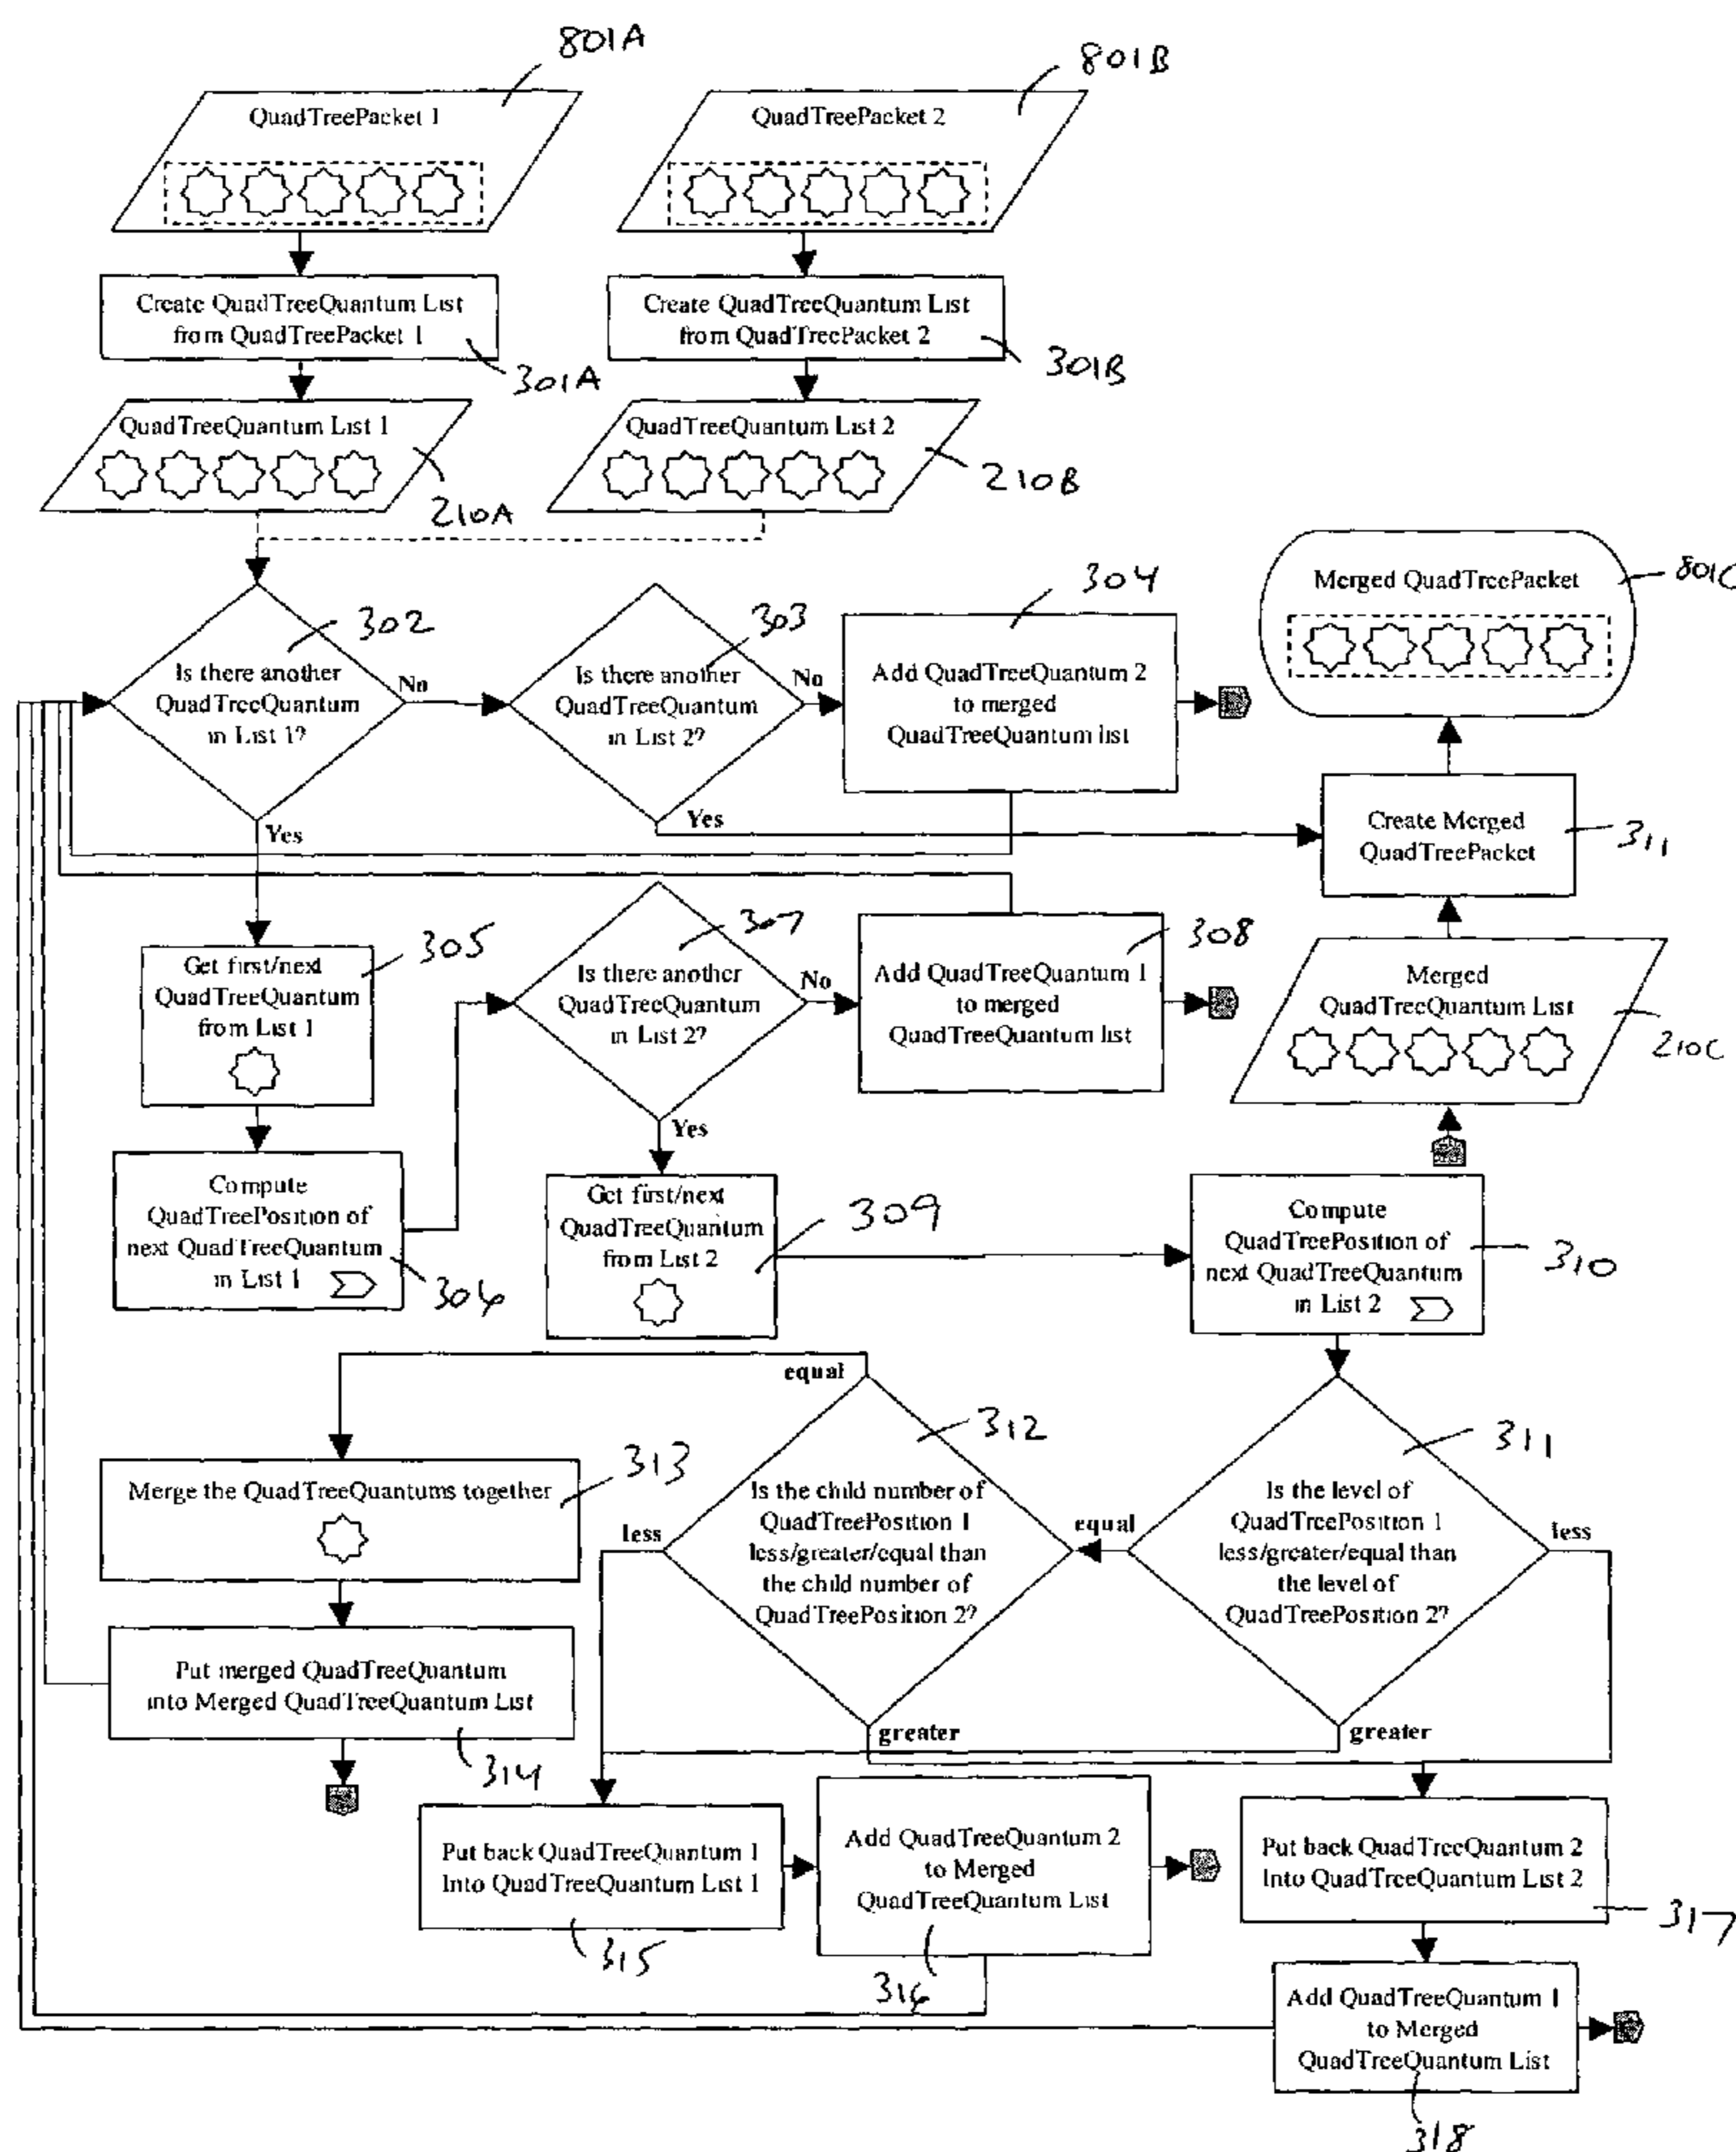 801A
801B
QuadTreePacket 1
QuadTreePacket 2
Create QuadTreeQuantum List
from QuadTreePacket 1
301A
Create QuadTreeQuantum List
from QuadTreePacket 2
301B
QuadTreeQuantum List 1
210A
QuadTreeQuantum List 2
210B
Merged QuadTreePacket
801C
302
Is there another
QuadTreeQuantum
in List 1?
No
Yes
303
Is there another
QuadTreeQuantum
in List 2?
No
Yes
304
Add QuadTreeQuantum 2
to merged
QuadTreeQuantum list
Create Merged
QuadTreePacket
311
305
Get first/next
QuadTreeQuantum
from List 1
307
Is there another
QuadTreeQuantum
in List 2?
No
Yes
308
Add QuadTreeQuantum 1
to merged
QuadTreeQuantum list
Merged
QuadTreeQuantum List
210C
Compute
QuadTreePosition of
next QuadTreeQuantum
in List 1
306
Get first/next
QuadTreeQuantum
from List 2
309
Compute
QuadTreePosition of
next QuadTreeQuantum
in List 2
310
equal
312
Is the child number of
QuadTreePosition 1
less/greater/equal than
the child number of
QuadTreePosition 2?
less
greater
equal
311
Is the level of
QuadTreePosition 1
less/greater/equal than
the level of
QuadTreePosition 2?
less
greater
Merge the QuadTreeQuantums together
313
Put merged QuadTreeQuantum
into Merged QuadTreeQuantum List
314
Put back QuadTreeQuantum 1
Into QuadTreeQuantum List 1
315
Add QuadTreeQuantum 2
to Merged
QuadTreeQuantum List
316
Put back QuadTreeQuantum 2
Into QuadTreeQuantum List 2
317
Add QuadTreeQuantum 1
to Merged
QuadTreeQuantum List
318